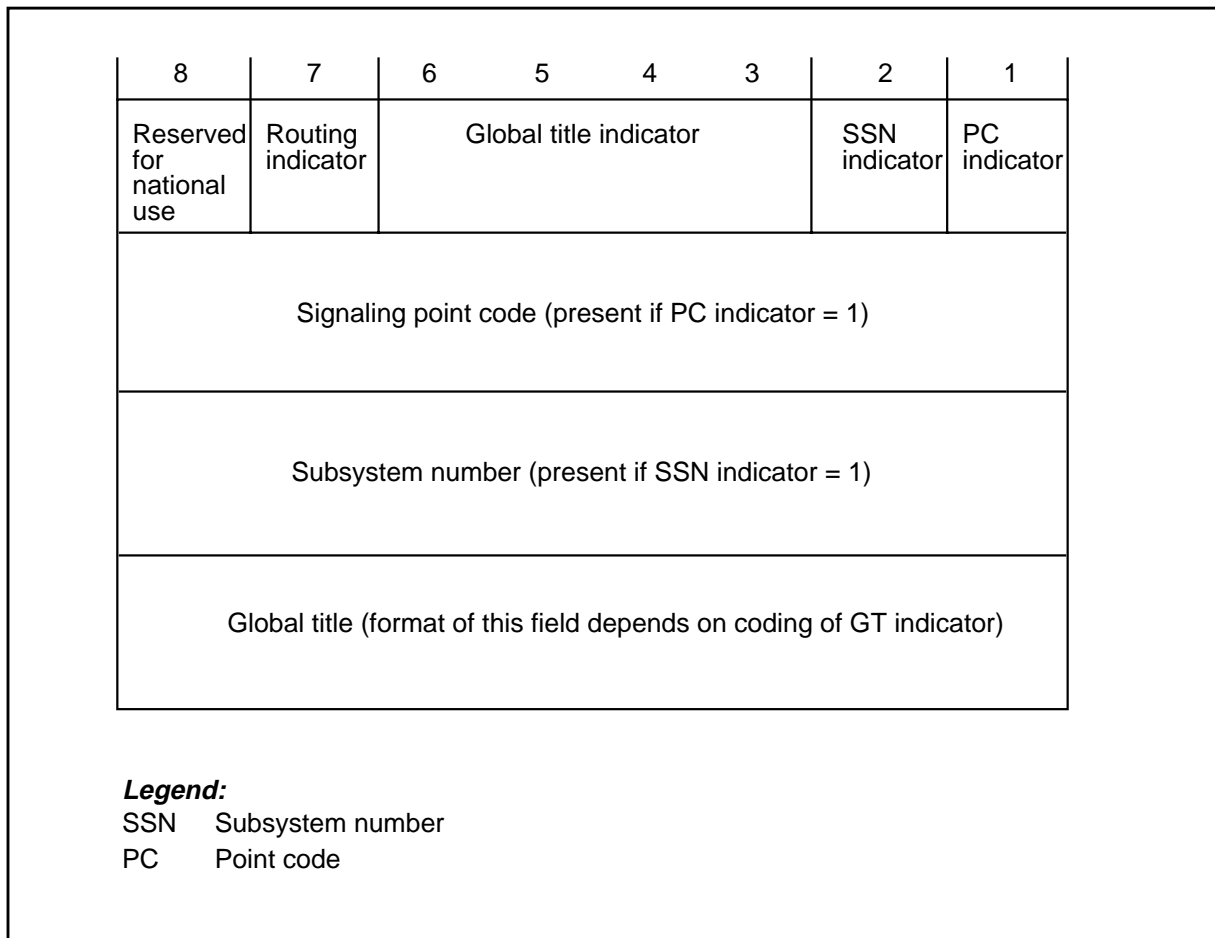 8 7 6 5 4 3 2 1
Reserved for national use
Routing indicator
Global title indicator
SSN indicator
PC indicator
Signaling point code (present if PC indicator = 1)
Subsystem number (present if SSN indicator = 1)
Global title (format of this field depends on coding of GT indicator)
Legend:
SSN Subsystem number
PC Point code